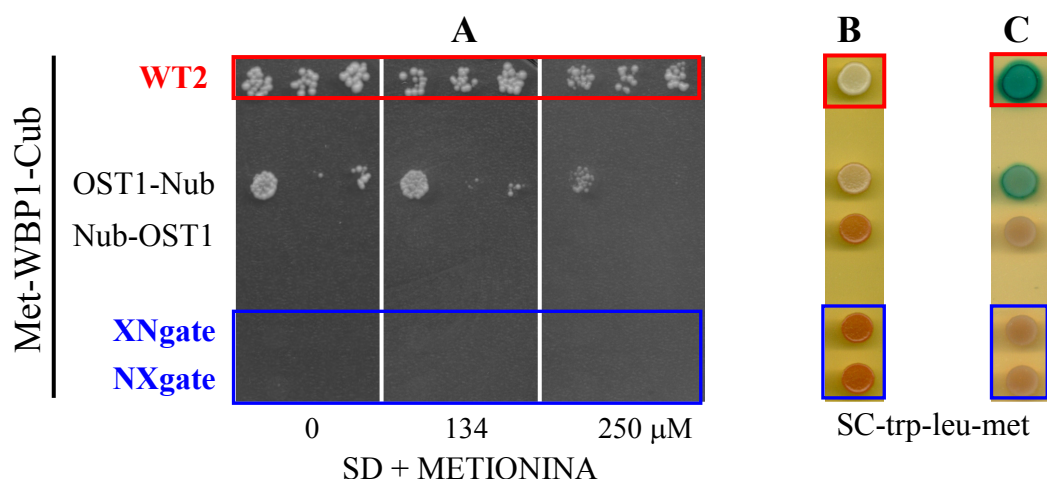 A
B
C
Met-WBP1-Cub
WT2
OST1-Nub
Nub-OST1
XNgate
NXgate
0 134 250 µM
SD + METIONINA
SC-trp-leu-met